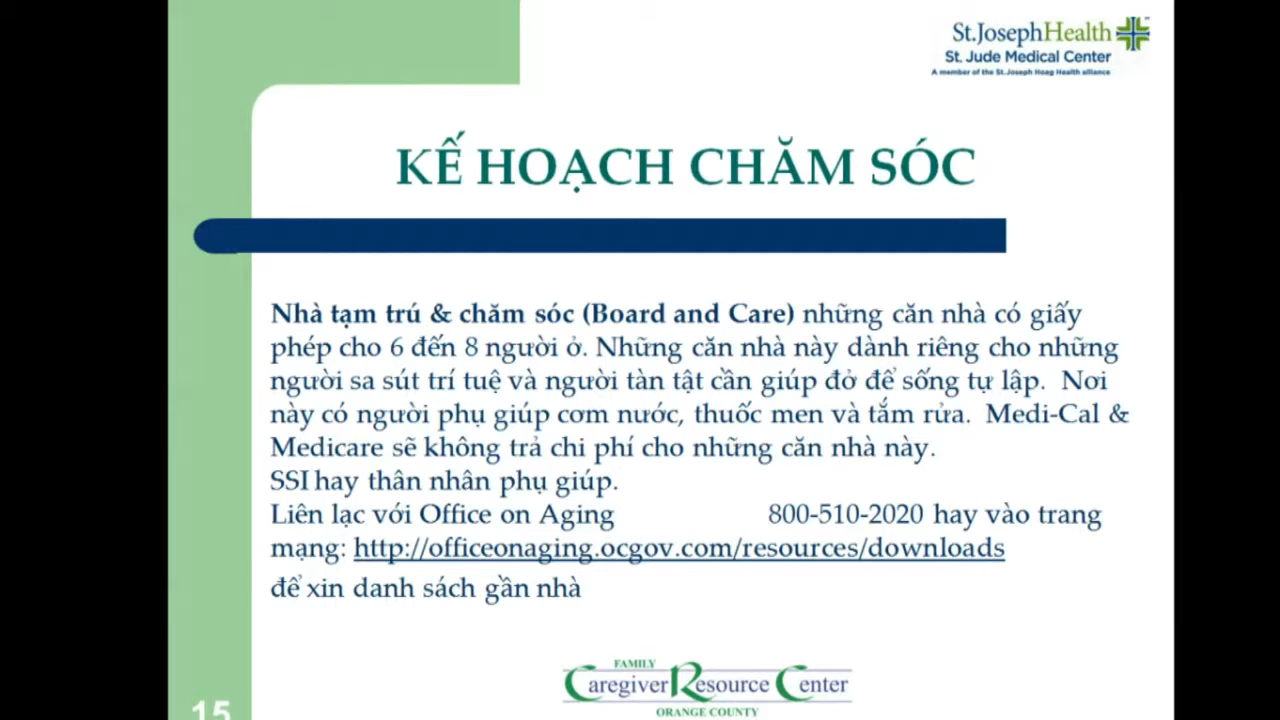 St.JosephHealth
St. Jude Medical Center
A member of the St. Joseph Hoag Health alliance
KẾ HOẠCH CHĂM SÓC
Nhà tạm trú & chăm sóc (Board and Care) những căn nhà có giấy
phép cho 6 đến 8 người ở. Những căn nhà này dành riêng cho những
người sa sút trí tuệ và người tàn tật cần giúp đở để sống tự lập. Nơi
này có người phụ giúp cơm nước, thuốc men và tắm rửa. Medi-Cal &
Medicare sẽ không trả chi phí cho những căn nhà này.
SSI hay thân nhân phụ giúp.
Liên lạc với Office on Aging 800-510-2020 hay vào trang
mạng: http://officeonaging.ocgov.com/resources/downloads
để xin danh sách gần nhà
FAMILY
Caregiver Resource Center
ORANGE COUNTY
15